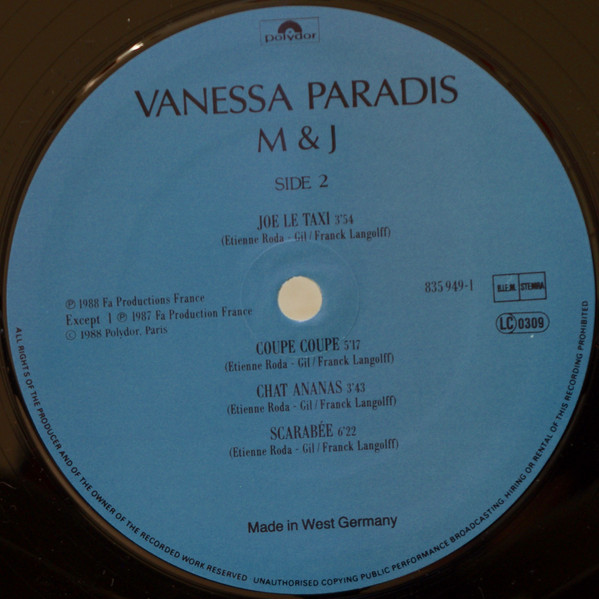 polydor
VANESSA PARADIS
M & J
SIDE 2
JOE LE TAXI 3'54
(Etienne Roda - Gil / Franck Langolff)
℗ 1988 Fa Productions France
Except 1 ℗ 1987 Fa Production France
© 1988 Polydor, Paris
835 949-1
B.I.E.M. STEMRA
LC 0309
COUPE COUPE 5'17
(Etienne Roda - Gil / Franck Langolff)
CHAT ANANAS 3'43
(Etienne Roda - Gil / Franck Langolff)
SCARABÉE 6'22
(Etienne Roda - Gil / Franck Langolff)
Made in West Germany
ALL RIGHTS OF THE PRODUCER AND OF THE OWNER OF THE RECORDED WORK RESERVED · UNAUTHORISED COPYING PUBLIC PERFORMANCE BROADCASTING HIRING OR RENTAL OF THIS RECORDING PROHIBITED